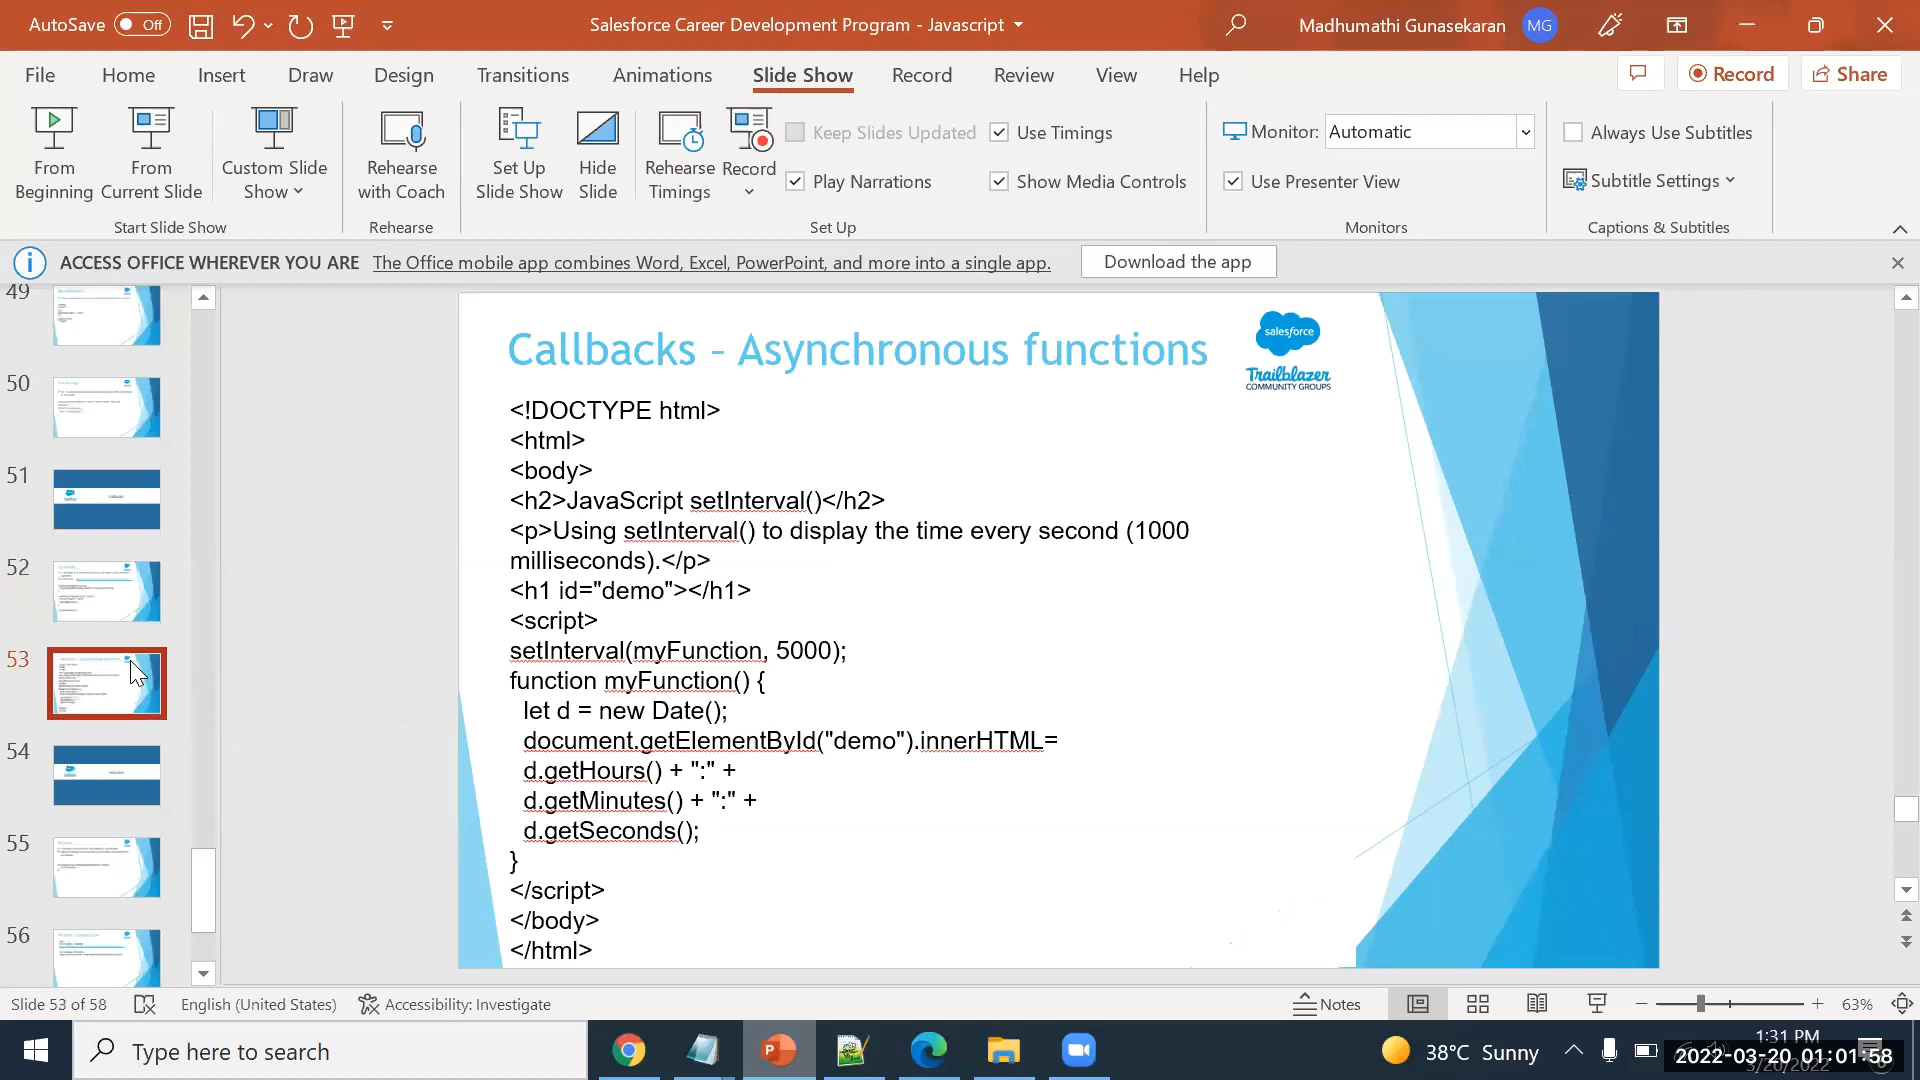 AutoSave Off
Salesforce Career Development Program - Javascript
Madhumathi Gunasekaran MG
File Home Insert Draw Design Transitions Animations Slide Show Record Review View Help
Record Share
From Beginning
From Current Slide
Custom Slide Show
Start Slide Show
Rehearse with Coach
Rehearse
Set Up Slide Show
Hide Slide
Rehearse Timings
Record
Keep Slides Updated
Use Timings
Play Narrations
Show Media Controls
Set Up
Monitor: Automatic
Use Presenter View
Monitors
Always Use Subtitles
Subtitle Settings
Captions & Subtitles
ACCESS OFFICE WHEREVER YOU ARE The Office mobile app combines Word, Excel, PowerPoint, and more into a single app. Download the app
49
50
51
52
53
54
55
56
Callbacks - Asynchronous functions
salesforce
Trailblazer
COMMUNITY GROUPS
<!DOCTYPE html>
<html>
<body>
<h2>JavaScript setInterval()</h2>
<p>Using setInterval() to display the time every second (1000
milliseconds).</p>
<h1 id="demo"></h1>
<script>
setInterval(myFunction, 5000);
function myFunction() {
let d = new Date();
document.getElementById("demo").innerHTML=
d.getHours() + ":" +
d.getMinutes() + ":" +
d.getSeconds();
}
</script>
</body>
</html>
Slide 53 of 58 English (United States) Accessibility: Investigate
Notes 63%
Type here to search
38°C Sunny
1:31 PM
3/20/2022
2022-03-20 01:01:58